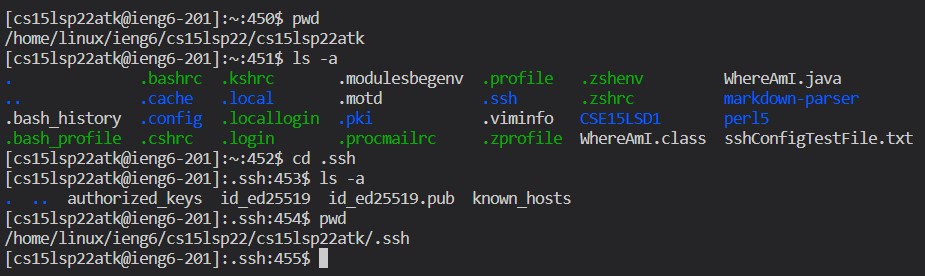 [cs15lsp22atk@ieng6-201]:~:450$ pwd
/home/linux/ieng6/cs15lsp22/cs15lsp22atk
[cs15lsp22atk@ieng6-201]:~:451$ ls -a
. .bashrc .kshrc .modulesbegenv .profile .zshenv WhereAmI.java
.. .cache .local .motd .ssh .zshrc markdown-parser
.bash_history .config .locallogin .pki .viminfo CSE15LSD1 perl5
.bash_profile .cshrc .login .procmailrc .zprofile WhereAmI.class sshConfigTestFile.txt
[cs15lsp22atk@ieng6-201]:~:452$ cd .ssh
[cs15lsp22atk@ieng6-201]:.ssh:453$ ls -a
. .. authorized_keys id_ed25519 id_ed25519.pub known_hosts
[cs15lsp22atk@ieng6-201]:.ssh:454$ pwd
/home/linux/ieng6/cs15lsp22/cs15lsp22atk/.ssh
[cs15lsp22atk@ieng6-201]:.ssh:455$